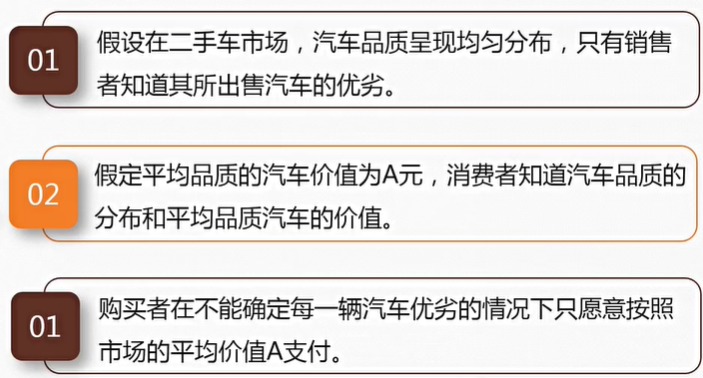 01
假设在二手车市场，汽车品质呈现均匀分布，只有销售
者知道其所出售汽车的优劣。
02
假定平均品质的汽车价值为A元，消费者知道汽车品质的
分布和平均品质汽车的价值。
01
购买者在不能确定每一辆汽车优劣的情况下只愿意按照
市场的平均价值A支付。